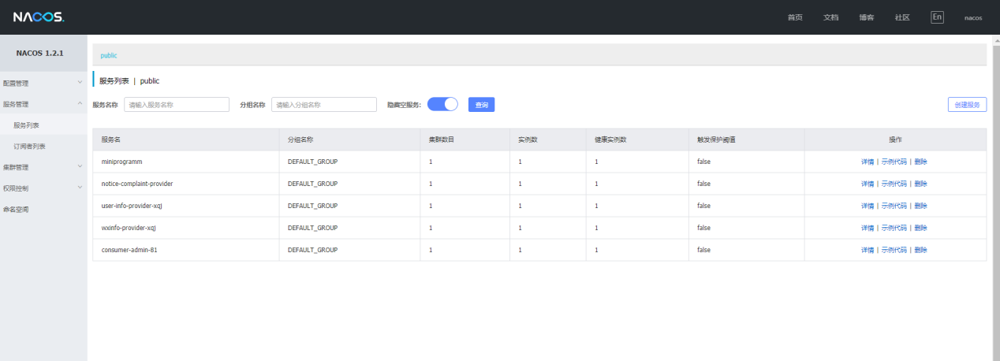 NACOS.
首页 文档 博客 社区 En nacos
NACOS 1.2.1
配置管理
服务管理
服务列表
订阅者列表
集群管理
权限控制
命名空间
public
服务列表 | public
服务名称 请输入服务名称 分组名称 请输入分组名称 隐藏空服务: 查询 创建服务
服务名 分组名称 集群数目 实例数 健康实例数 触发保护阈值 操作
miniprogramm DEFAULT_GROUP 1 1 1 false 详情 | 示例代码 | 删除
notice-complaint-provider DEFAULT_GROUP 1 1 1 false 详情 | 示例代码 | 删除
user-info-provider-xqj DEFAULT_GROUP 1 1 1 false 详情 | 示例代码 | 删除
wxinfo-provider-xqj DEFAULT_GROUP 1 1 1 false 详情 | 示例代码 | 删除
consumer-admin-81 DEFAULT_GROUP 1 1 1 false 详情 | 示例代码 | 删除